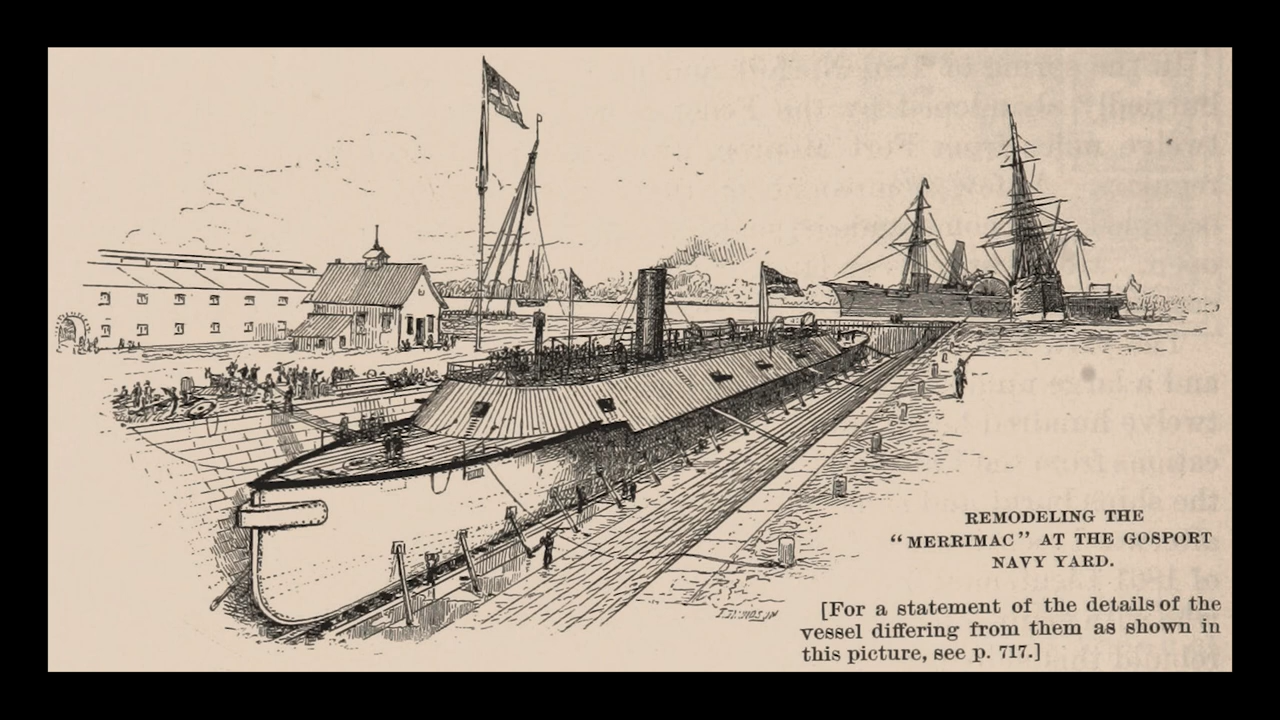 REMODELING THE
"MERRIMAC" AT THE GOSPORT
NAVY YARD.
[For a statement of the details of the
vessel differing from them as shown in
this picture, see p. 717.]